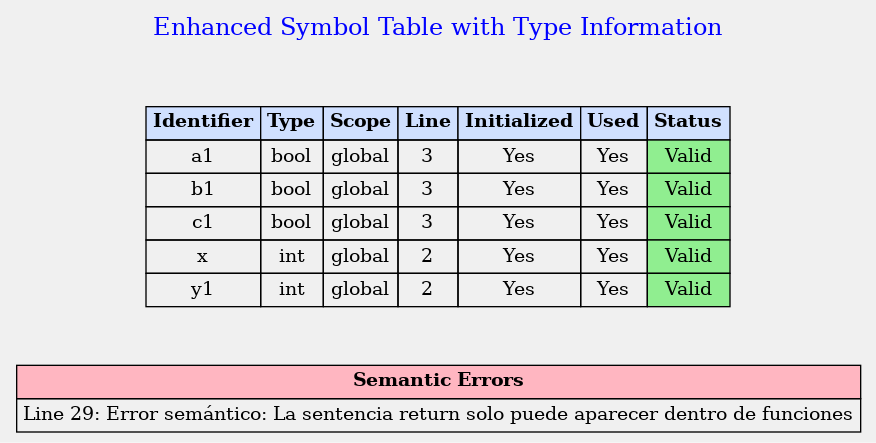 Enhanced Symbol Table with Type Information
Identifier Type Scope Line Initialized Used Status
a1 bool global 3 Yes Yes Valid
b1 bool global 3 Yes Yes Valid
c1 bool global 3 Yes Yes Valid
x int global 2 Yes Yes Valid
y1 int global 2 Yes Yes Valid
Semantic Errors
Line 29: Error semántico: La sentencia return solo puede aparecer dentro de funciones